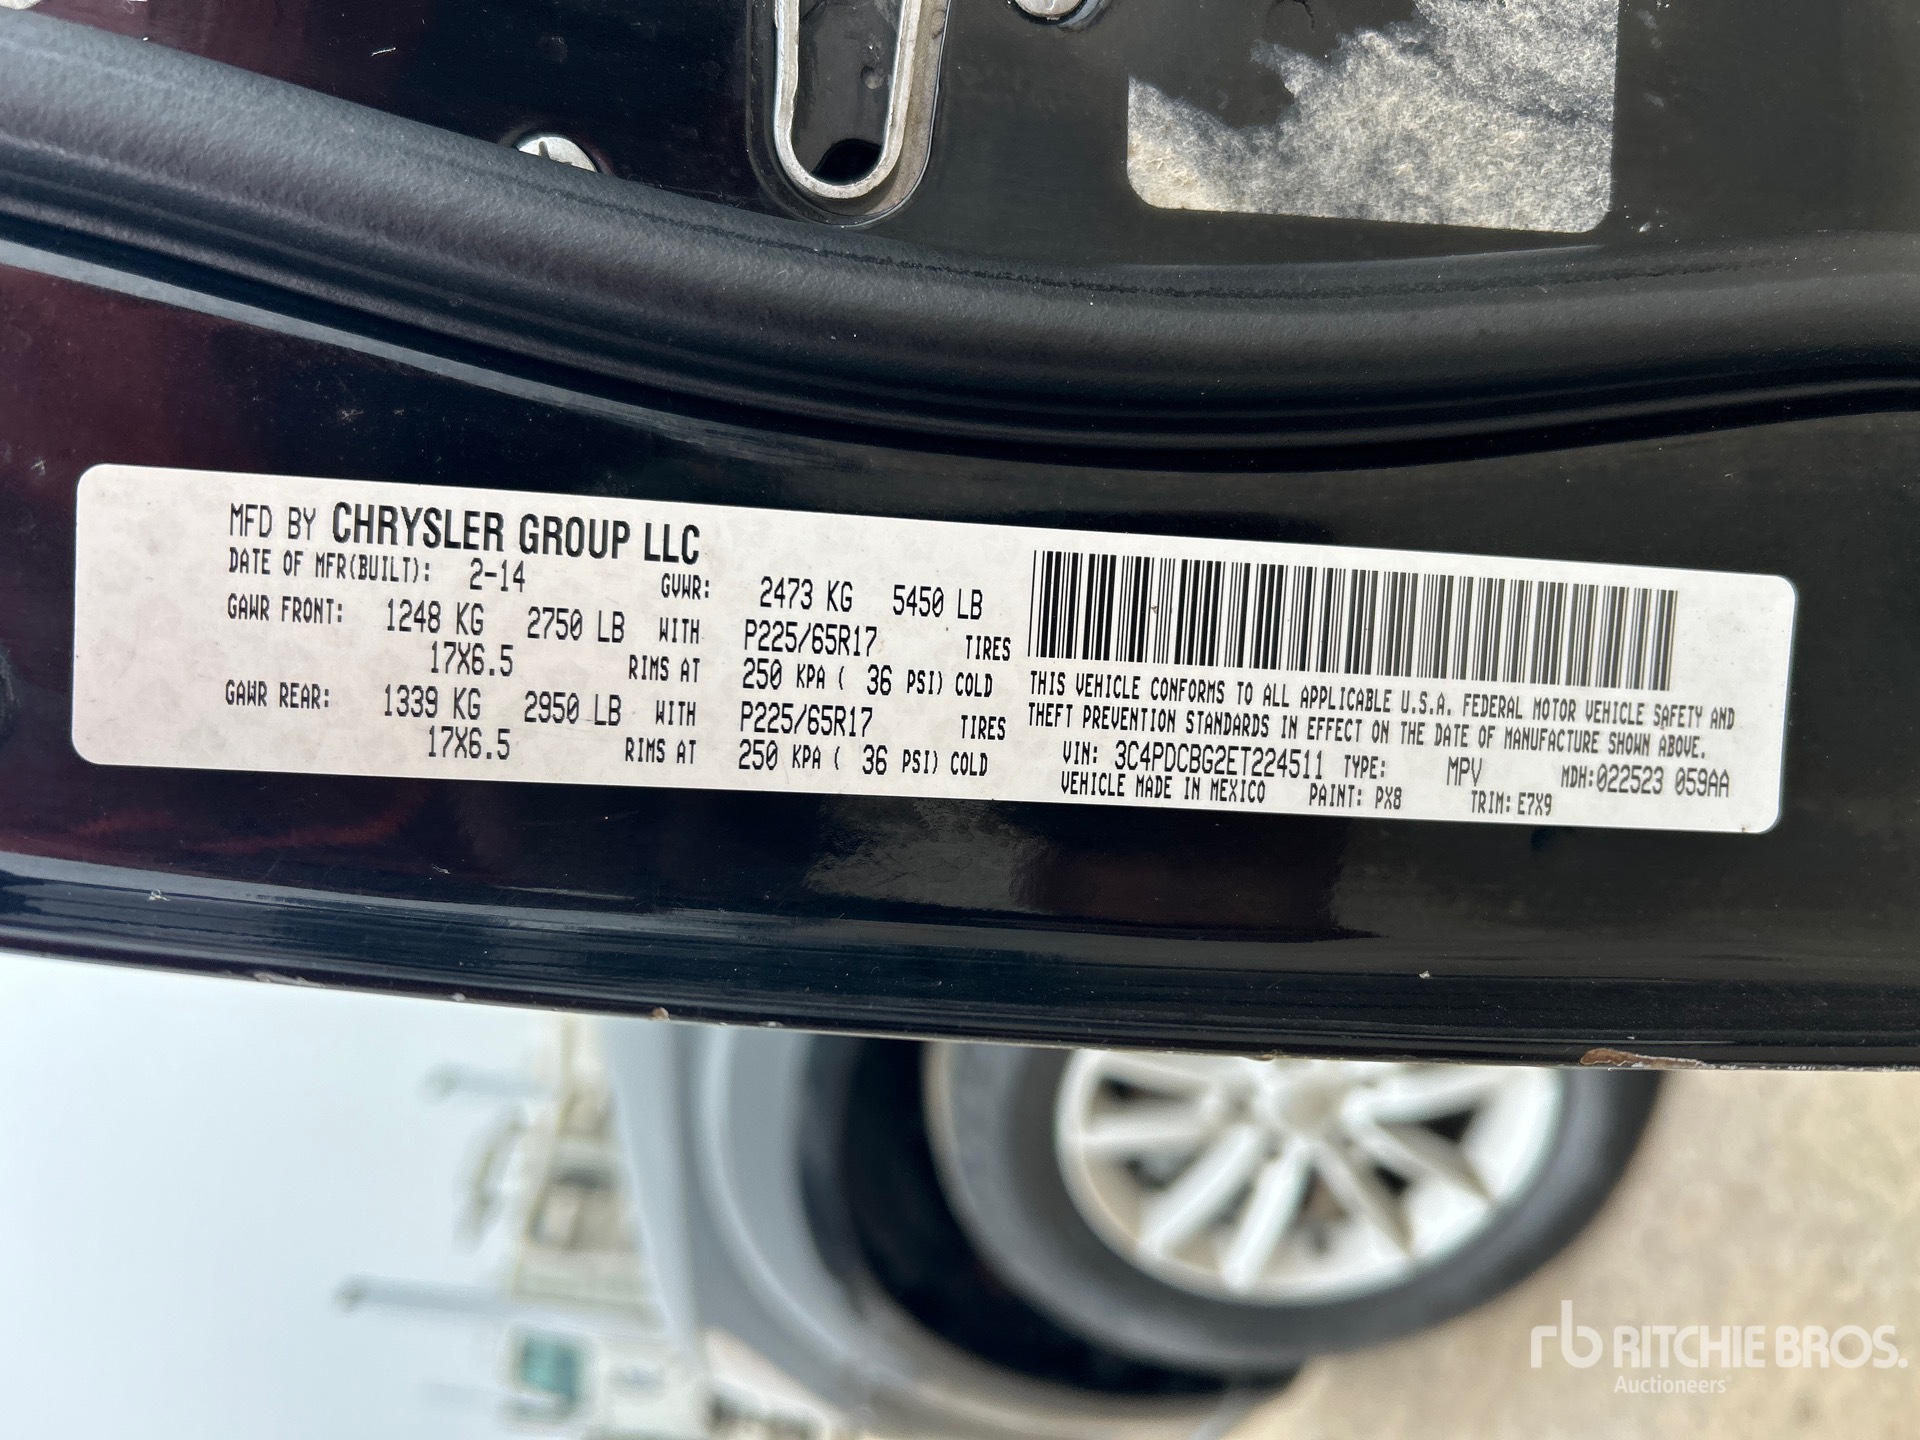 MFD BY CHRYSLER GROUP LLC
DATE OF MFR(BUILT): 2-14 GVWR: 2473 KG 5450 LB
GAWR FRONT: 1248 KG 2750 LB WITH P225/65R17 TIRES
17X6.5 RIMS AT 250 KPA ( 36 PSI) COLD
GAWR REAR: 1339 KG 2950 LB WITH P225/65R17 TIRES
17X6.5 RIMS AT 250 KPA ( 36 PSI) COLD
THIS VEHICLE CONFORMS TO ALL APPLICABLE U.S.A. FEDERAL MOTOR VEHICLE SAFETY AND
THEFT PREVENTION STANDARDS IN EFFECT ON THE DATE OF MANUFACTURE SHOWN ABOVE.
VIN: 3C4PDCBG2ET224511 TYPE: MPV MDH:022523 059AA
VEHICLE MADE IN MEXICO PAINT: PX8 TRIM: E7X9
rb RITCHIE BROS.
Auctioneers